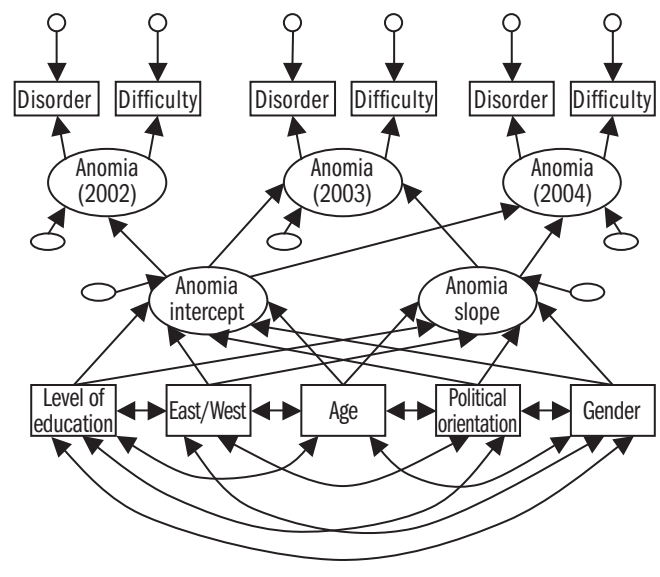 Disorder Difficulty Disorder Difficulty Disorder Difficulty
Anomia
(2002)
Anomia
(2003)
Anomia
(2004)
Anomia
intercept
Anomia
slope
Level of
education
East/West
Age
Political
orientation
Gender